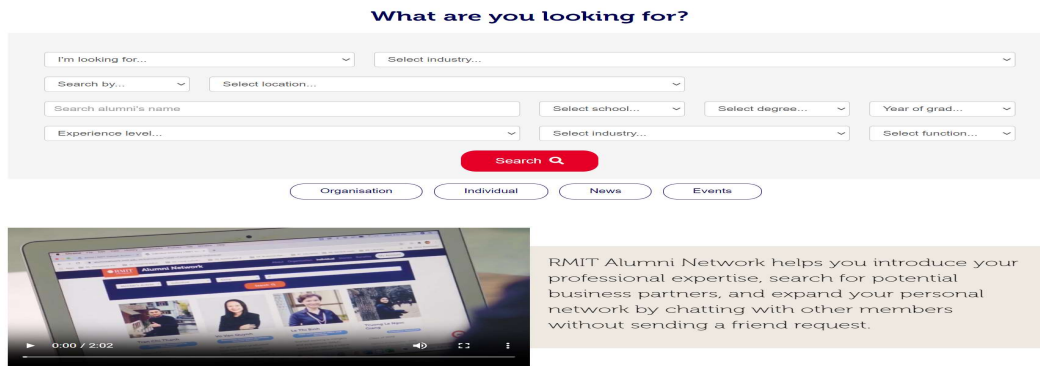 What are you looking for?
I'm looking for...
Select industry...
Search by...
Select location...
Search alumni's name
Select school...
Select degree...
Year of grad...
Experience level...
Select industry...
Select function...
Search
Organisation
Individual
News
Events
RMIT
Alumni Network
RMIT Alumni Network helps you introduce your
professional expertise, search for potential
business partners, and expand your personal
network by chatting with other members
without sending a friend request.
0:00 / 2:02